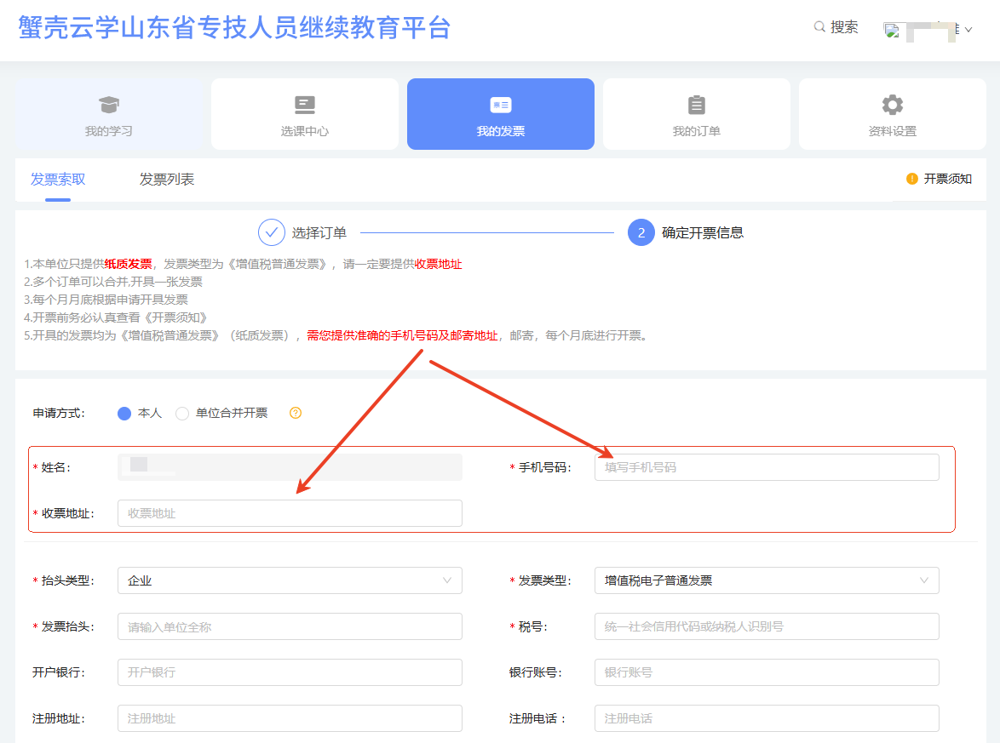 蟹壳云学山东省专技人员继续教育平台
搜索
我的学习
选课中心
我的发票
我的订单
资料设置
发票索取
发票列表
开票须知
选择订单
2 确定开票信息
1.本单位只提供纸质发票，发票类型为《增值税普通发票》，请一定要提供收票地址
2.多个订单可以合并,开具一张发票
3.每个月月底根据申请开具发票
4.开票前务必认真查看《开票须知》
5.开具的发票均为《增值税普通发票》（纸质发票），需您提供准确的手机号码及邮寄地址，邮寄，每个月底进行开票。
申请方式： 本人 单位合并开票
* 姓名：
* 手机号码： 填写手机号码
* 收票地址： 收票地址
* 抬头类型： 企业
* 发票类型： 增值税电子普通发票
* 发票抬头： 请输入单位全称
* 税号： 统一社会信用代码或纳税人识别号
开户银行： 开户银行
银行账号： 银行账号
注册地址： 注册地址
注册电话 ： 注册电话